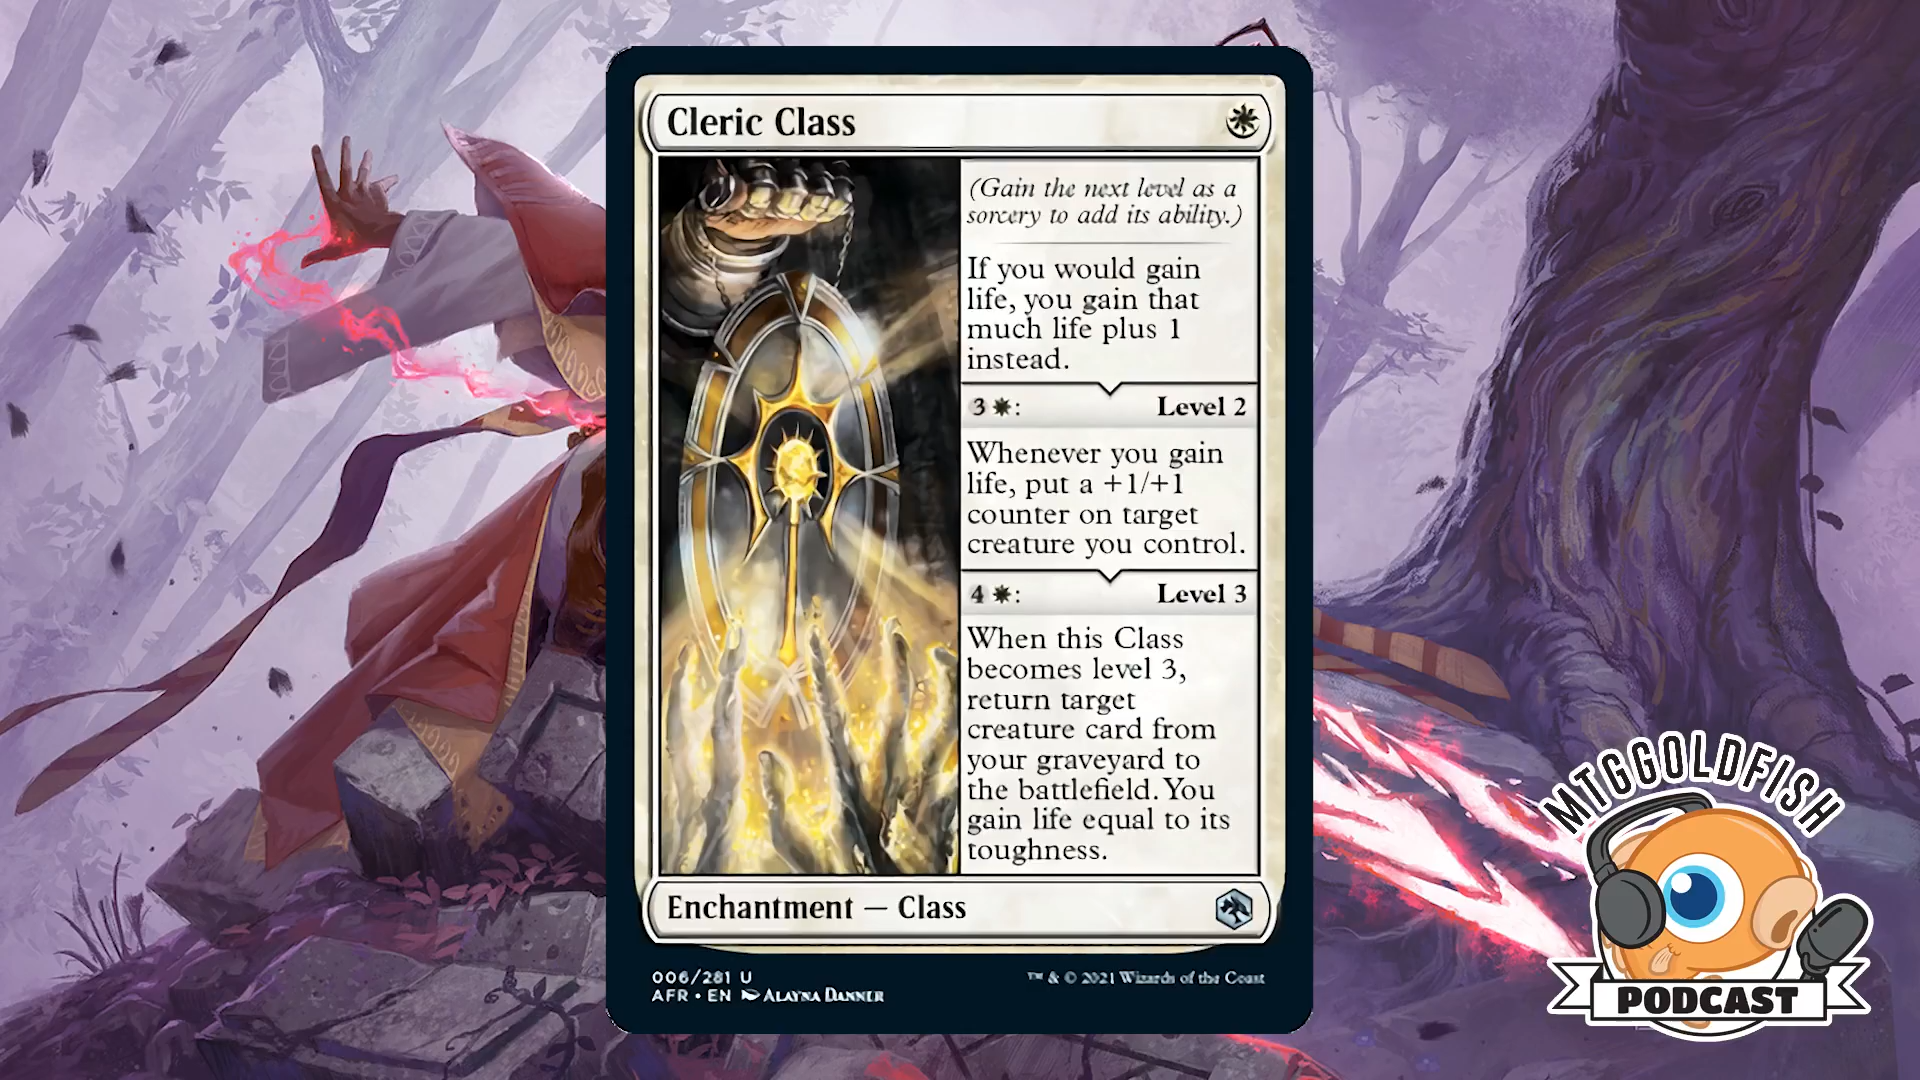 Cleric Class
(Gain the next level as a
sorcery to add its ability.)
If you would gain
life, you gain that
much life plus 1
instead.
3 : Level 2
Whenever you gain
life, put a +1/+1
counter on target
creature you control.
4 : Level 3
When this Class
becomes level 3,
return target
creature card from
your graveyard to
the battlefield. You
gain life equal to its
toughness.
Enchantment — Class
006/281 U
AFR • EN ALAYNA DANNER
™ & © 2021 Wizards of the Coast
MTGGOLDFISH
PODCAST